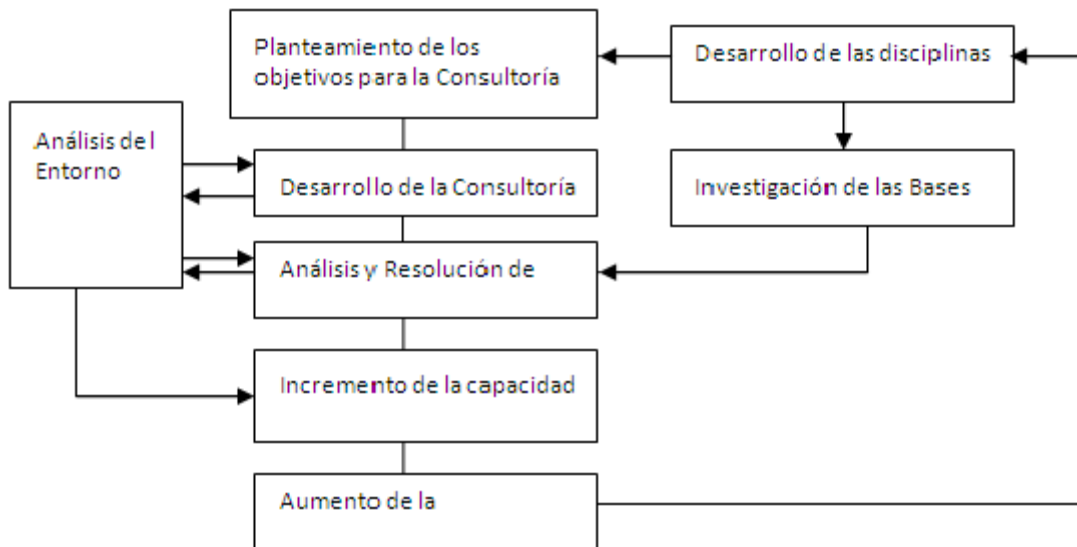 Planteamiento de los
objetivos para la Consultoría
Desarrollo de las disciplinas
Análisis del
Entorno
Desarrollo de la Consultoría
Investigación de las Bases
Análisis y Resolución de
Incremento de la capacidad
Aumento de la